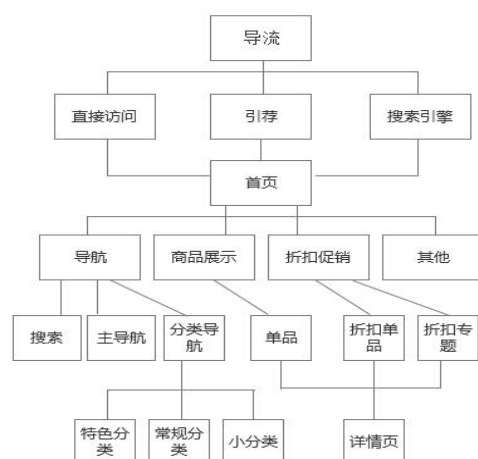 导流
直接访问
引荐
搜素引擎
首页
导航
商品展示
折扣促销
其他
搜素
主导航
分类导
航
单品
折扣单
品
折扣专
题
特色分
类
常规分
类
小分类
详情页